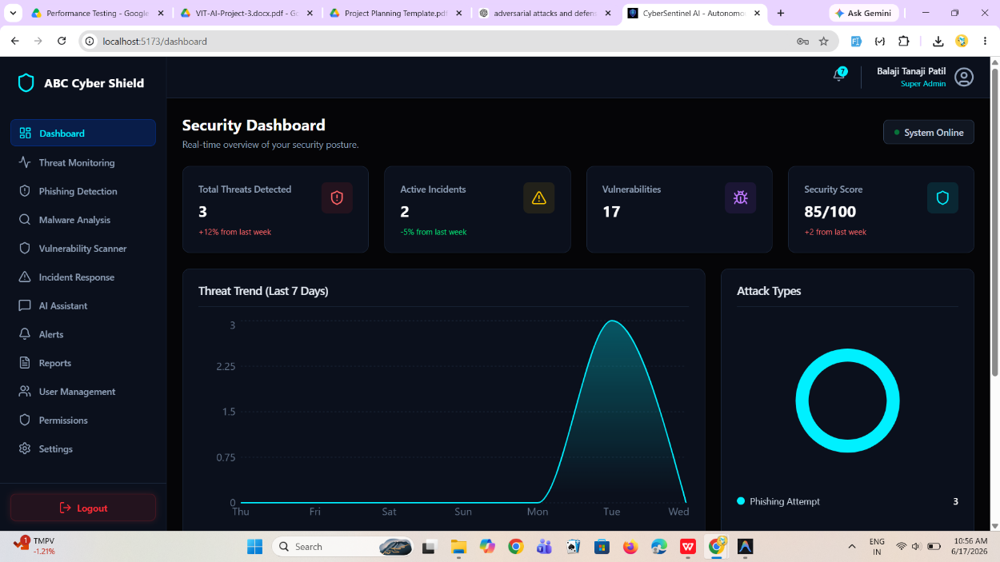 Performance Testing - Google
VIT-AI-Project-3.docx.pdf - Go
Project Planning Template.pdf
adversarial attacks and defens
CyberSentinel AI - Autonomo
Ask Gemini
localhost:5173/dashboard
ABC Cyber Shield
7
Balaji Tanaji Patil
Super Admin
Dashboard
Threat Monitoring
Phishing Detection
Malware Analysis
Vulnerability Scanner
Incident Response
AI Assistant
Alerts
Reports
User Management
Permissions
Settings
Logout
Security Dashboard
Real-time overview of your security posture.
System Online
Total Threats Detected
3
+12% from last week
Active Incidents
2
-5% from last week
Vulnerabilities
17
Security Score
85/100
+2 from last week
Threat Trend (Last 7 Days)
3
2.25
1.5
0.75
0
Thu Fri Sat Sun Mon Tue Wed
Attack Types
Phishing Attempt 3
1
TMPV
-1.21%
Search
ENG
IN
10:56 AM
6/17/2026